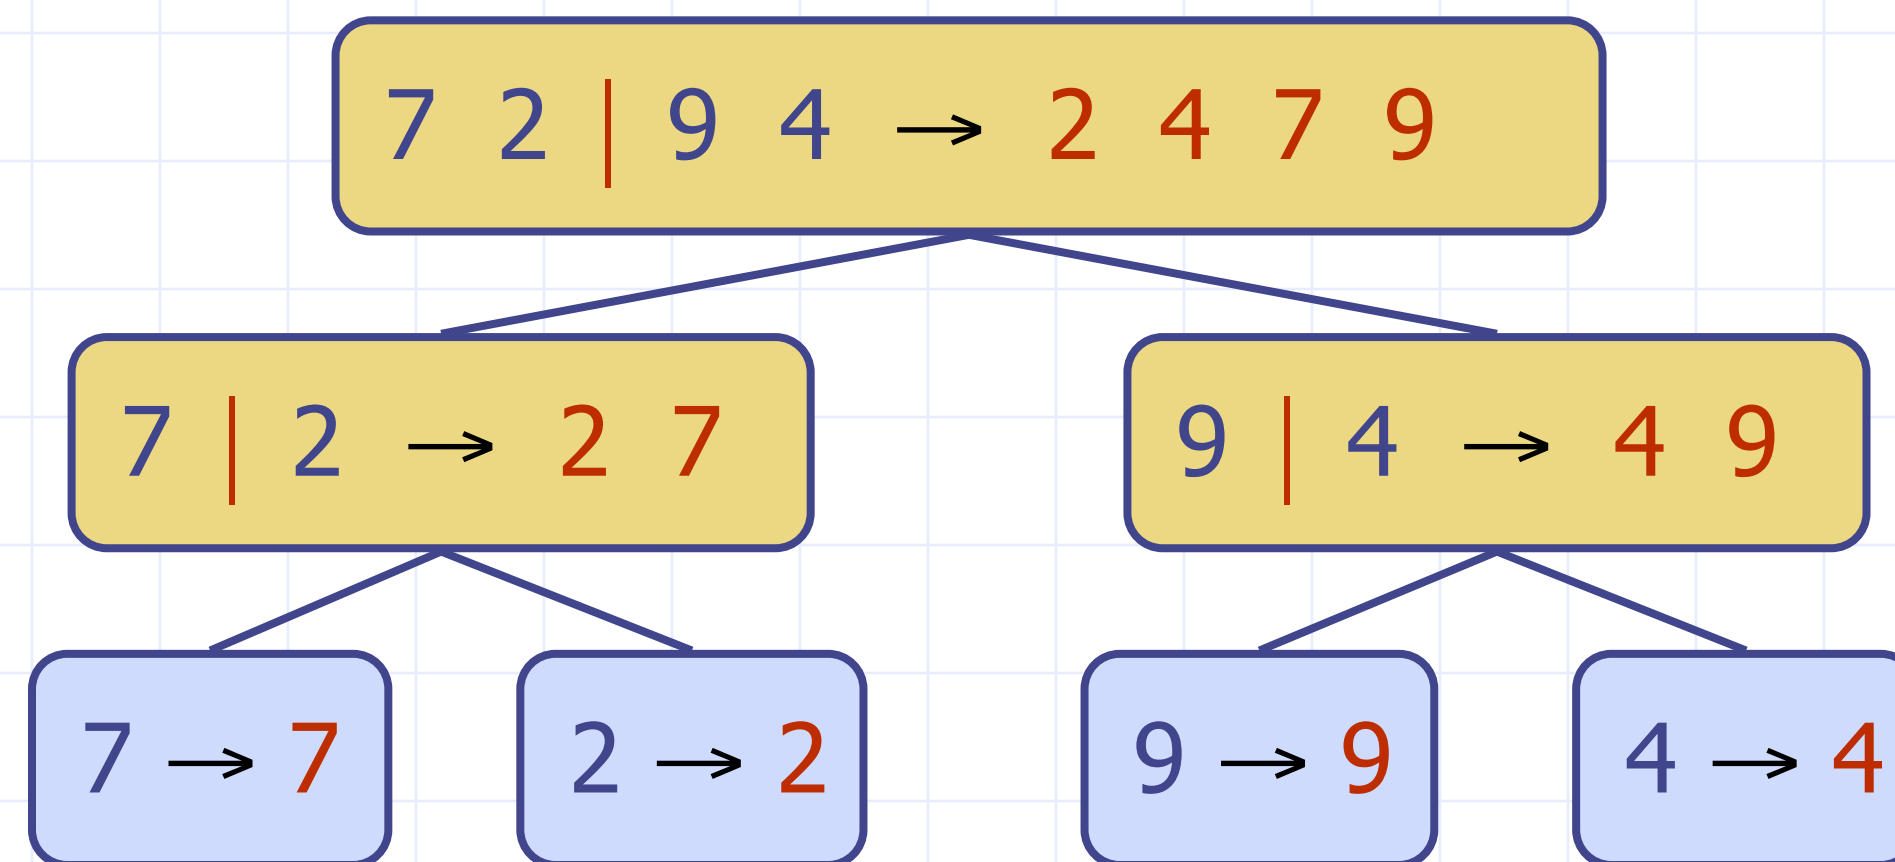 7 2 | 9 4 → 2 4 7 9
7 | 2 → 2 7
9 | 4 → 4 9
7 → 7
2 → 2
9 → 9
4 → 4